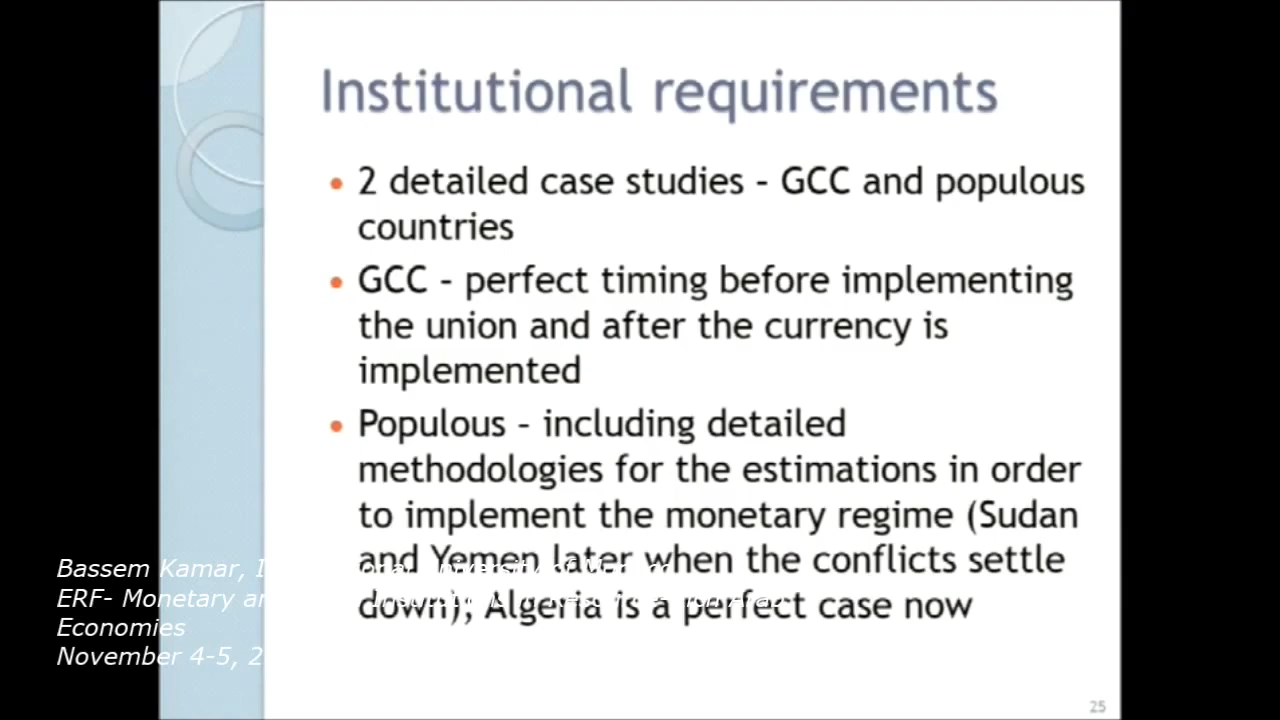 Institutional requirements
• 2 detailed case studies – GCC and populous
countries
• GCC – perfect timing before implementing
the union and after the currency is
implemented
• Populous – including detailed
methodologies for the estimations in order
to implement the monetary regime (Sudan
and Yemen later when the conflicts settle
down), Algeria is a perfect case now
Bassem Kamar, University of
ERF- Monetary
Economies
November 4-5,
25